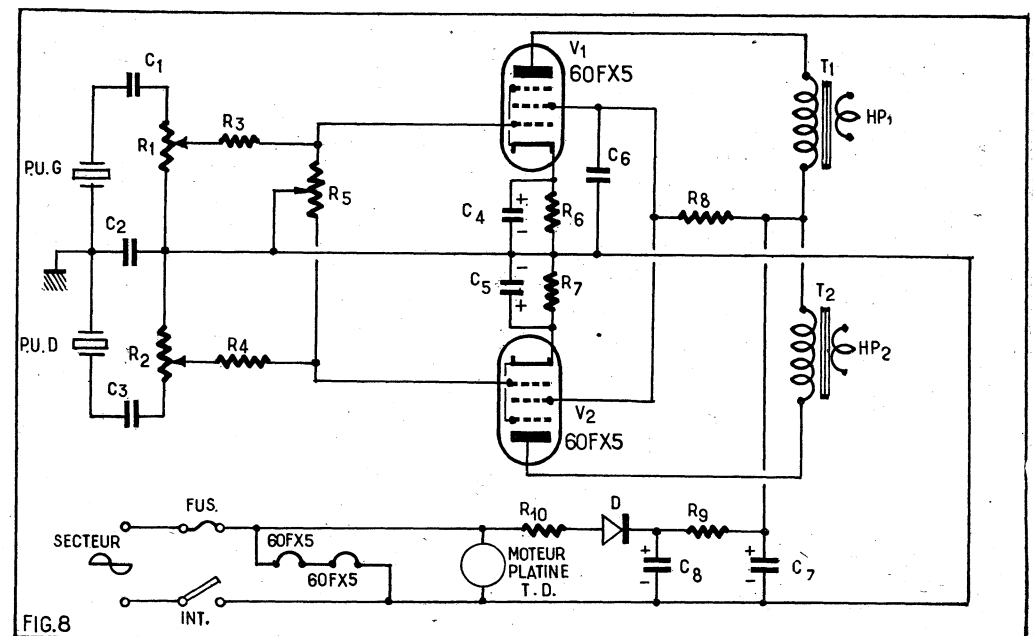 V1
60FX5
C1
T1
R3
R1
HP1
C6
P.U.G
R5
R8
C4
+
R6
-
C2
-
C5
R7
+
T2
P.U.D
R2
R4
HP2
C3
V2
60FX5
FUS.
R10
D
R9
SECTEUR
60FX5
60FX5
MOTEUR
PLATINE
T.D.
+
C8
-
+
C7
-
INT.
FIG.8